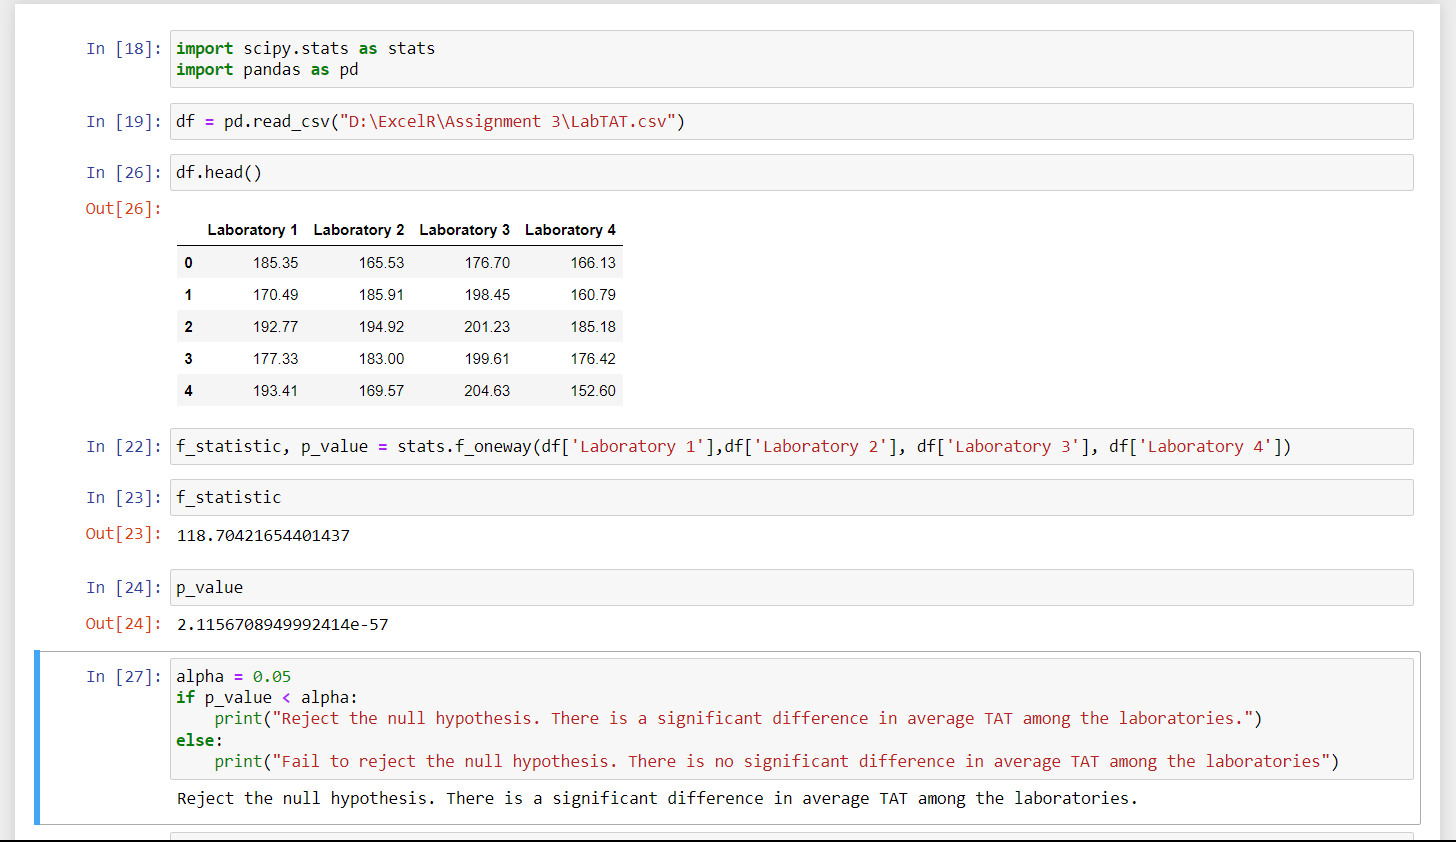 In [18]: import scipy.stats as stats
import pandas as pd
In [19]: df = pd.read_csv("D:\ExcelR\Assignment 3\LabTAT.csv")
In [26]: df.head()
Out[26]:
Laboratory 1 Laboratory 2 Laboratory 3 Laboratory 4
0 185.35 165.53 176.70 166.13
1 170.49 185.91 198.45 160.79
2 192.77 194.92 201.23 185.18
3 177.33 183.00 199.61 176.42
4 193.41 169.57 204.63 152.60
In [22]: f_statistic, p_value = stats.f_oneway(df['Laboratory 1'],df['Laboratory 2'], df['Laboratory 3'], df['Laboratory 4'])
In [23]: f_statistic
Out[23]: 118.70421654401437
In [24]: p_value
Out[24]: 2.1156708949992414e-57
In [27]: alpha = 0.05
if p_value < alpha:
    print("Reject the null hypothesis. There is a significant difference in average TAT among the laboratories.")
else:
    print("Fail to reject the null hypothesis. There is no significant difference in average TAT among the laboratories")
Reject the null hypothesis. There is a significant difference in average TAT among the laboratories.